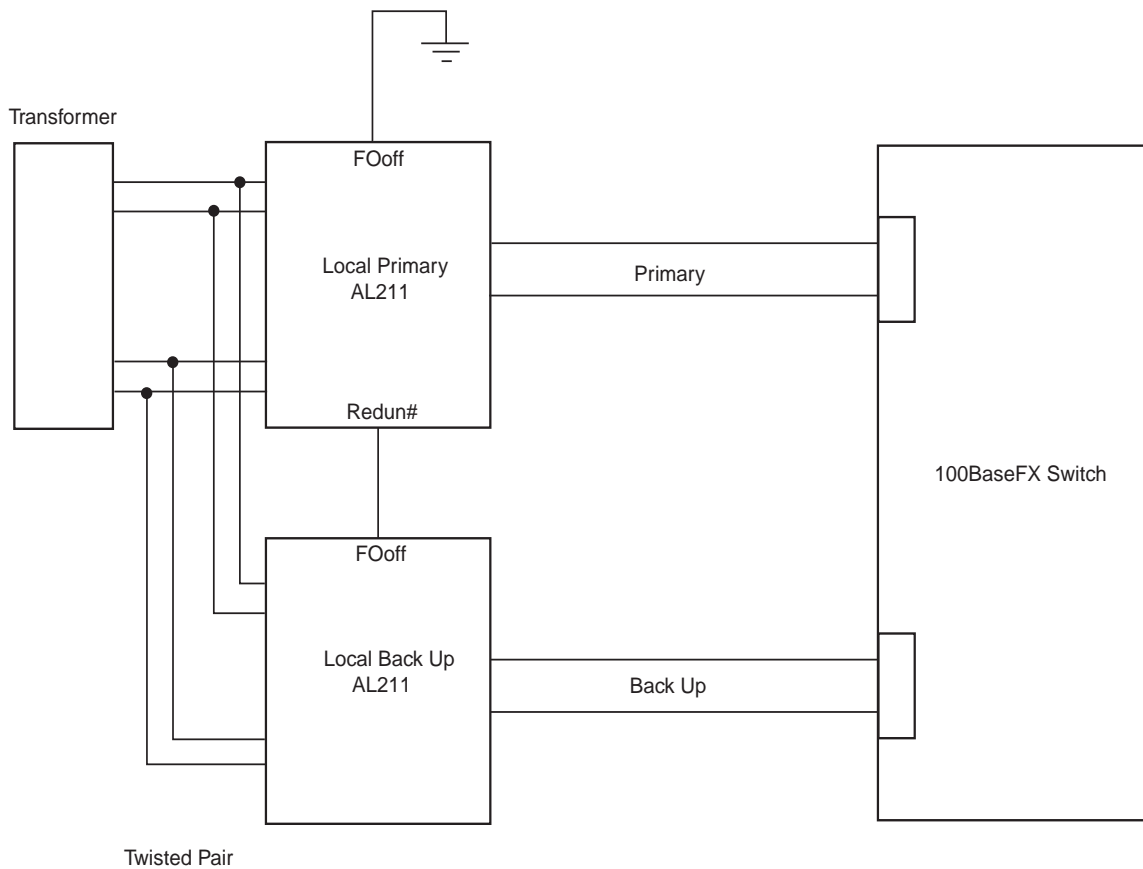 Transformer
FOoff
Local Primary
AL211
Primary
Redun#
100BaseFX Switch
FOoff
Local Back Up
AL211
Back Up
Twisted Pair